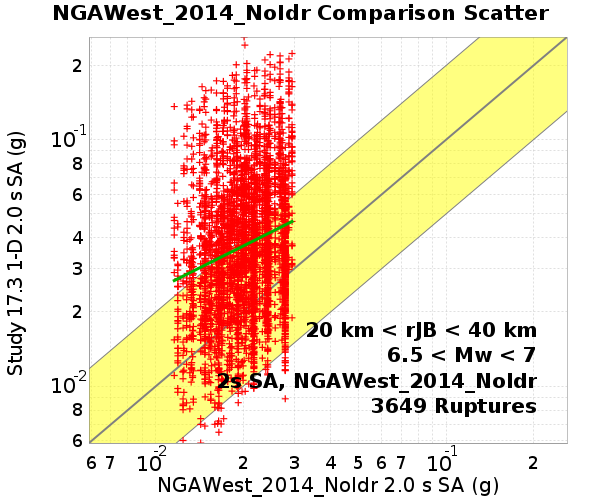 NGAWest_2014_NoIdr Comparison Scatter
Study 17.3 1-D 2.0 s SA (g)
2
10-1
8
6
4
3
2
10-2
8
6
20 km < rJB < 40 km
6.5 < Mw < 7
2s SA, NGAWest_2014_NoIdr
3649 Ruptures
6 7 10-2 2 3 4 5 6 7 10-1 2
NGAWest_2014_NoIdr 2.0 s SA (g)